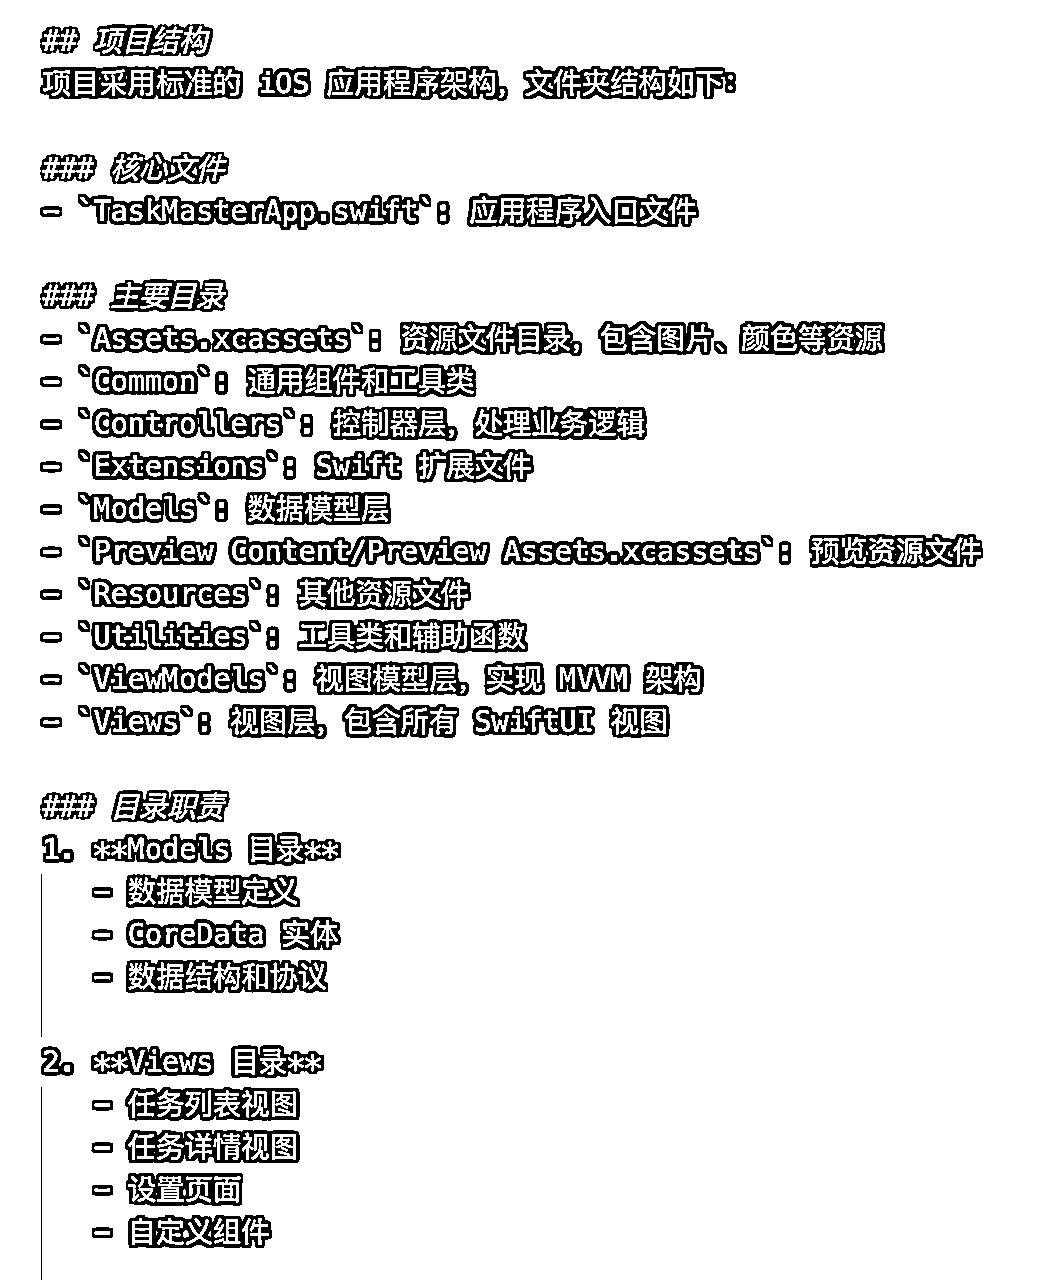 ## 项目结构
项目采用标准的 iOS 应用程序架构，文件夹结构如下：
### 核心文件
- `TaskMasterApp.swift`: 应用程序入口文件
### 主要目录
- `Assets.xcassets`: 资源文件目录，包含图片、颜色等资源
- `Common`: 通用组件和工具类
- `Controllers`: 控制器层，处理业务逻辑
- `Extensions`: Swift 扩展文件
- `Models`: 数据模型层
- `Preview Content/Preview Assets.xcassets`: 预览资源文件
- `Resources`: 其他资源文件
- `Utilities`: 工具类和辅助函数
- `ViewModels`: 视图模型层，实现 MVVM 架构
- `Views`: 视图层，包含所有 SwiftUI 视图
### 目录职责
1. **Models 目录**
- 数据模型定义
- CoreData 实体
- 数据结构和协议
2. **Views 目录**
- 任务列表视图
- 任务详情视图
- 设置页面
- 自定义组件